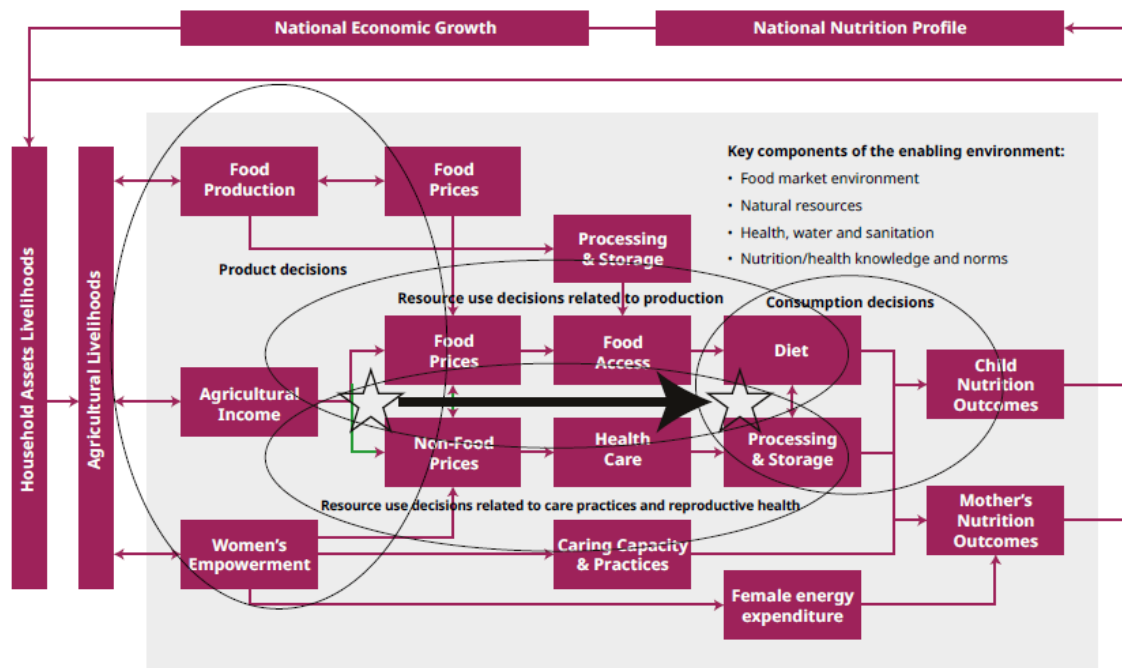 National Economic Growth
National Nutrition Profile
Household Assets Livelihoods
Agricultural Livelihoods
Food
Production
Food
Prices
Key components of the enabling environment:
• Food market environment
• Natural resources
• Health, water and sanitation
• Nutrition/health knowledge and norms
Processing
& Storage
Product decisions
Resource use decisions related to production
Consumption decisions
Food
Prices
Food
Access
Diet
Agricultural
Income
Child
Nutrition
Outcomes
Non-Food
Prices
Health
Care
Processing
& Storage
Resource use decisions related to care practices and reproductive health
Mother's
Nutrition
Outcomes
Women's
Empowerment
Caring Capacity
& Practices
Female energy
expenditure